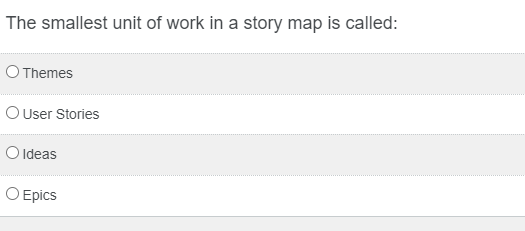 The smallest unit of work in a story map is called:
Themes
User Stories
Ideas
Epics